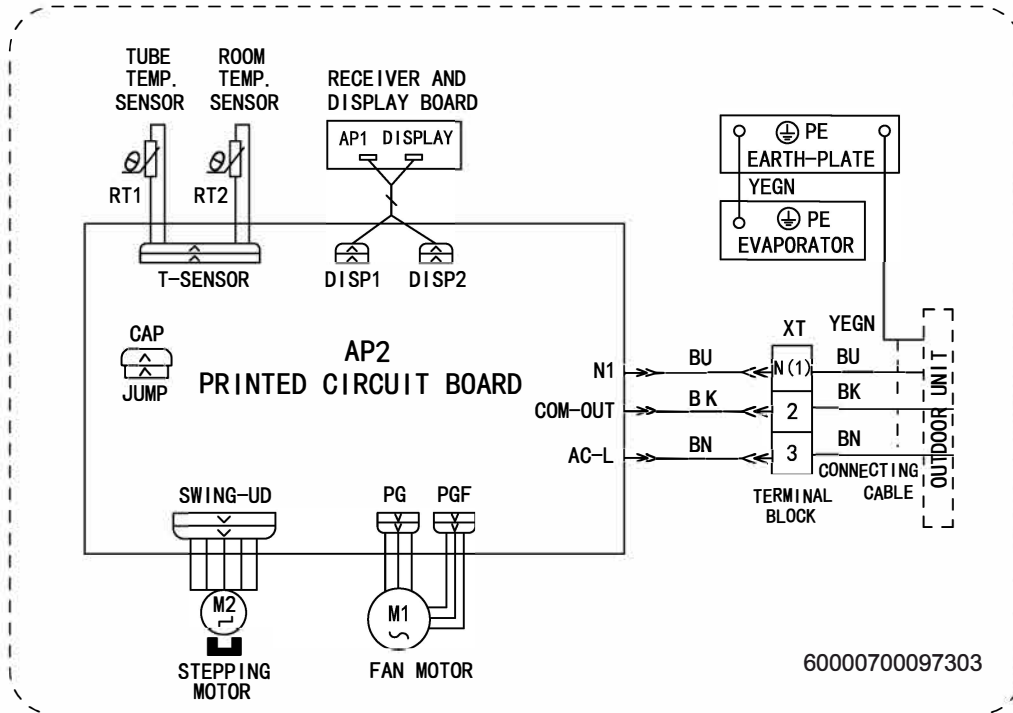 TUBE
TEMP.
SENSOR
ROOM
TEMP.
SENSOR
RECEIVER AND
DISPLAY BOARD
AP1 DISPLAY
RT1
RT2
T-SENSOR
DISP1
DISP2
PE
EARTH-PLATE
YEGN
PE
EVAPORATOR
CAP
JUMP
AP2
PRINTED CIRCUIT BOARD
N1
COM-OUT
AC-L
BU
BK
BN
XT
N(1)
2
3
TERMINAL
BLOCK
YEGN
BU
BK
BN
CONNECTING
CABLE
OUTDOOR UNIT
SWING-UD
PG
PGF
M2
STEPPING
MOTOR
M1
FAN MOTOR
60000700097303